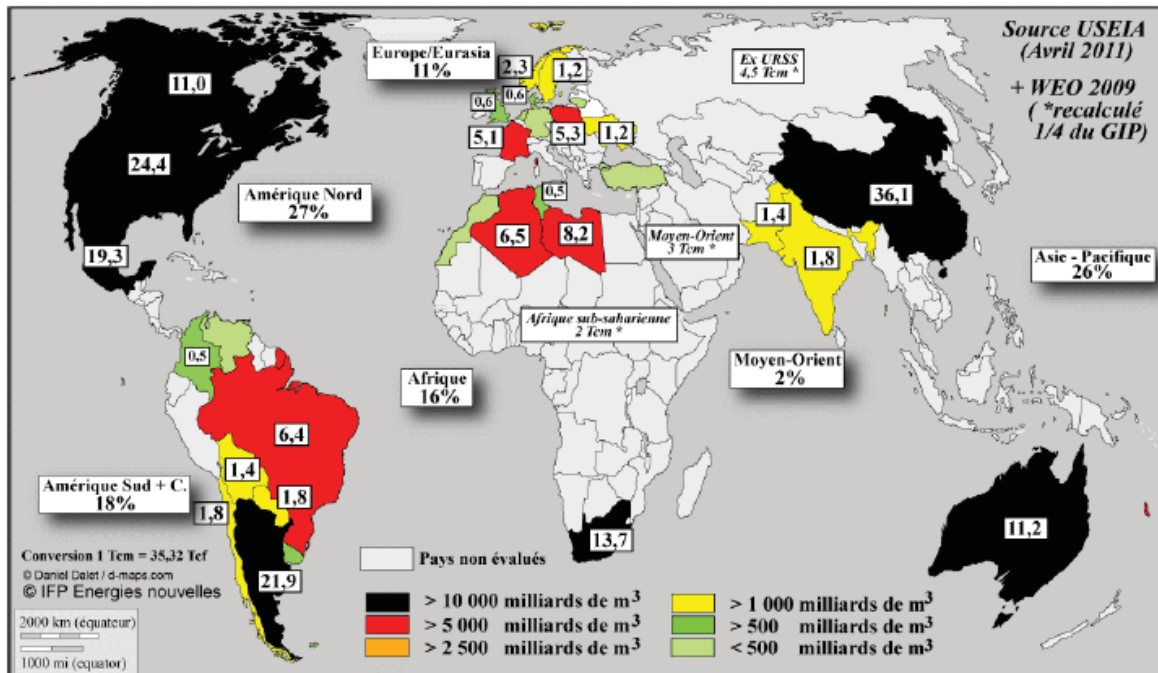 Source USEIA
(Avril 2011)
+ WEO 2009
( *recalculé
1/4 du GIP)
Europe/Eurasia
11%
Ex URSS
4,5 Tcm *
11,0
2,3
1,2
0,6
0,6
5,1
5,3
1,2
24,4
Amérique Nord
27%
36,1
19,3
0,5
6,5
8,2
Moyen-Orient
3 Tcm *
1,4
1,8
Asie - Pacifique
26%
Afrique sub-saharienne
2 Tcm *
0,5
Afrique
16%
Moyen-Orient
2%
6,4
1,4
Amérique Sud + C.
18%
1,8
1,8
21,9
13,7
11,2
Conversion 1 Tcm = 35,32 Tcf
© Daniel Dalet / d-maps.com
© IFP Energies nouvelles
2000 km (équateur)
1000 mi (equator)
Pays non évalués
> 10 000 milliards de m³
> 5 000 milliards de m³
> 2 500 milliards de m³
> 1 000 milliards de m³
> 500 milliards de m³
< 500 milliards de m³